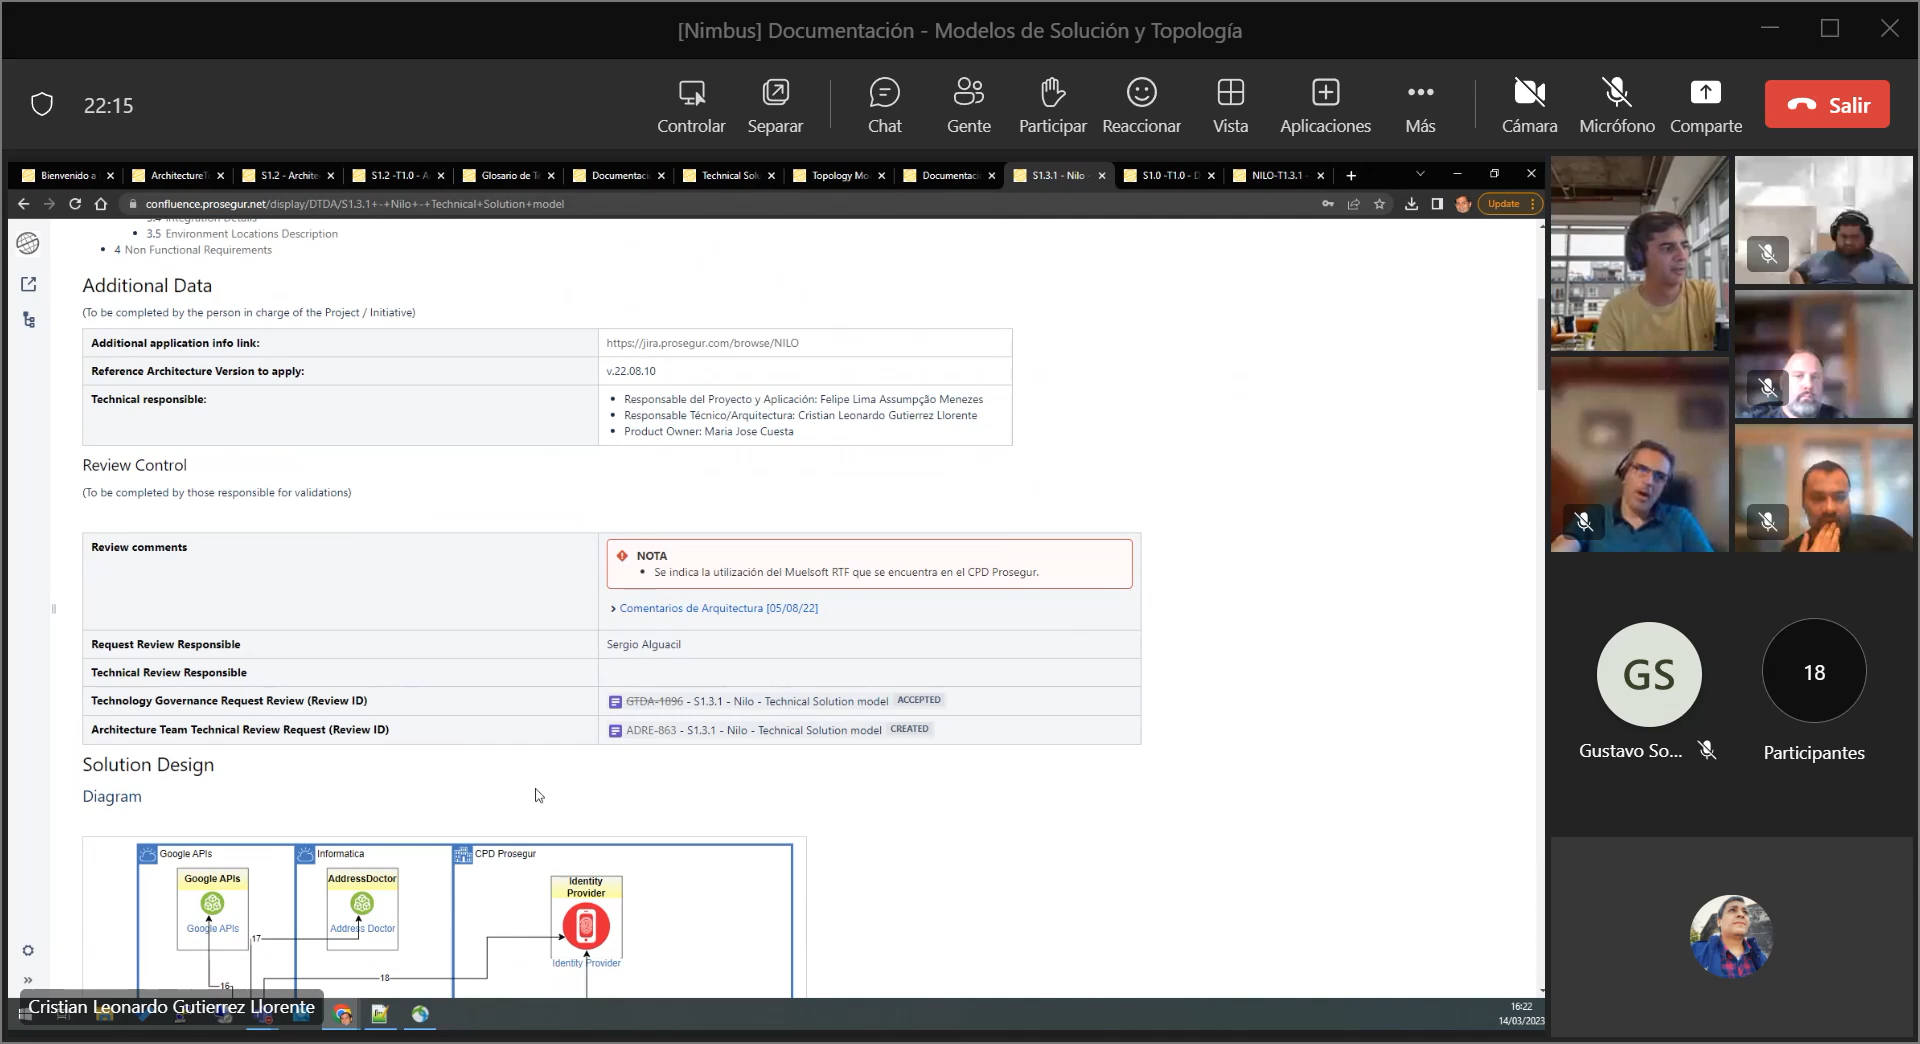 [Nimbus] Documentación - Modelos de Solución y Topología
22:15
Controlar
Separar
Chat
Gente
Participar
Reaccionar
Vista
Aplicaciones
Más
Cámara
Micrófono
Comparte
Salir
Bienvenido a
ArchitectureT
S1.2 - Archite
S1.2 -T1.0 - A
Glosario de T
Documentac
Technical Sol
Topology Mo
Documentaci
S1.3.1 - Nilo
S1.0 -T1.0 - D
NILO-T1.3.1 -
confluence.prosegur.net/display/DTDA/S1.3.1+-+Nilo+-+Technical+Solution+model
Update
3.4 Integration Details
3.5 Environment Locations Description
4 Non Functional Requirements
Additional Data
(To be completed by the person in charge of the Project / Initiative)
Additional application info link:
https://jira.prosegur.com/browse/NILO
Reference Architecture Version to apply:
v.22.08.10
Technical responsible:
Responsable del Proyecto y Aplicación: Felipe Lima Assumpção Menezes
Responsable Técnico/Arquitectura: Cristian Leonardo Gutierrez Llorente
Product Owner: Maria Jose Cuesta
Review Control
(To be completed by those responsible for validations)
Review comments
NOTA
Se indica la utilización del Muelsoft RTF que se encuentra en el CPD Prosegur.
Comentarios de Arquitectura [05/08/22]
Request Review Responsible
Sergio Alguacil
Technical Review Responsible
Technology Governance Request Review (Review ID)
GTDA-1896 - S1.3.1 - Nilo - Technical Solution model ACCEPTED
Architecture Team Technical Review Request (Review ID)
ADRE-863 - S1.3.1 - Nilo - Technical Solution model CREATED
Solution Design
Diagram
Google APIs
Informatica
CPD Prosegur
Google APIs
AddressDoctor
Identity
Provider
Google APIs
Address Doctor
17
Identity Provider
18
16
Cristian Leonardo Gutierrez Llorente
16:22
14/03/2023
GS
Gustavo So...
18
Participantes